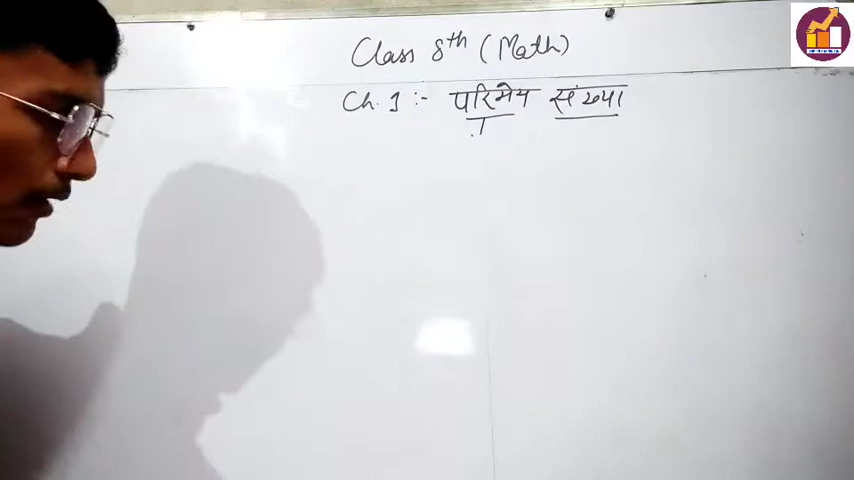 Class 8th (Math)
Ch. 1 :- परिमेय संख्या